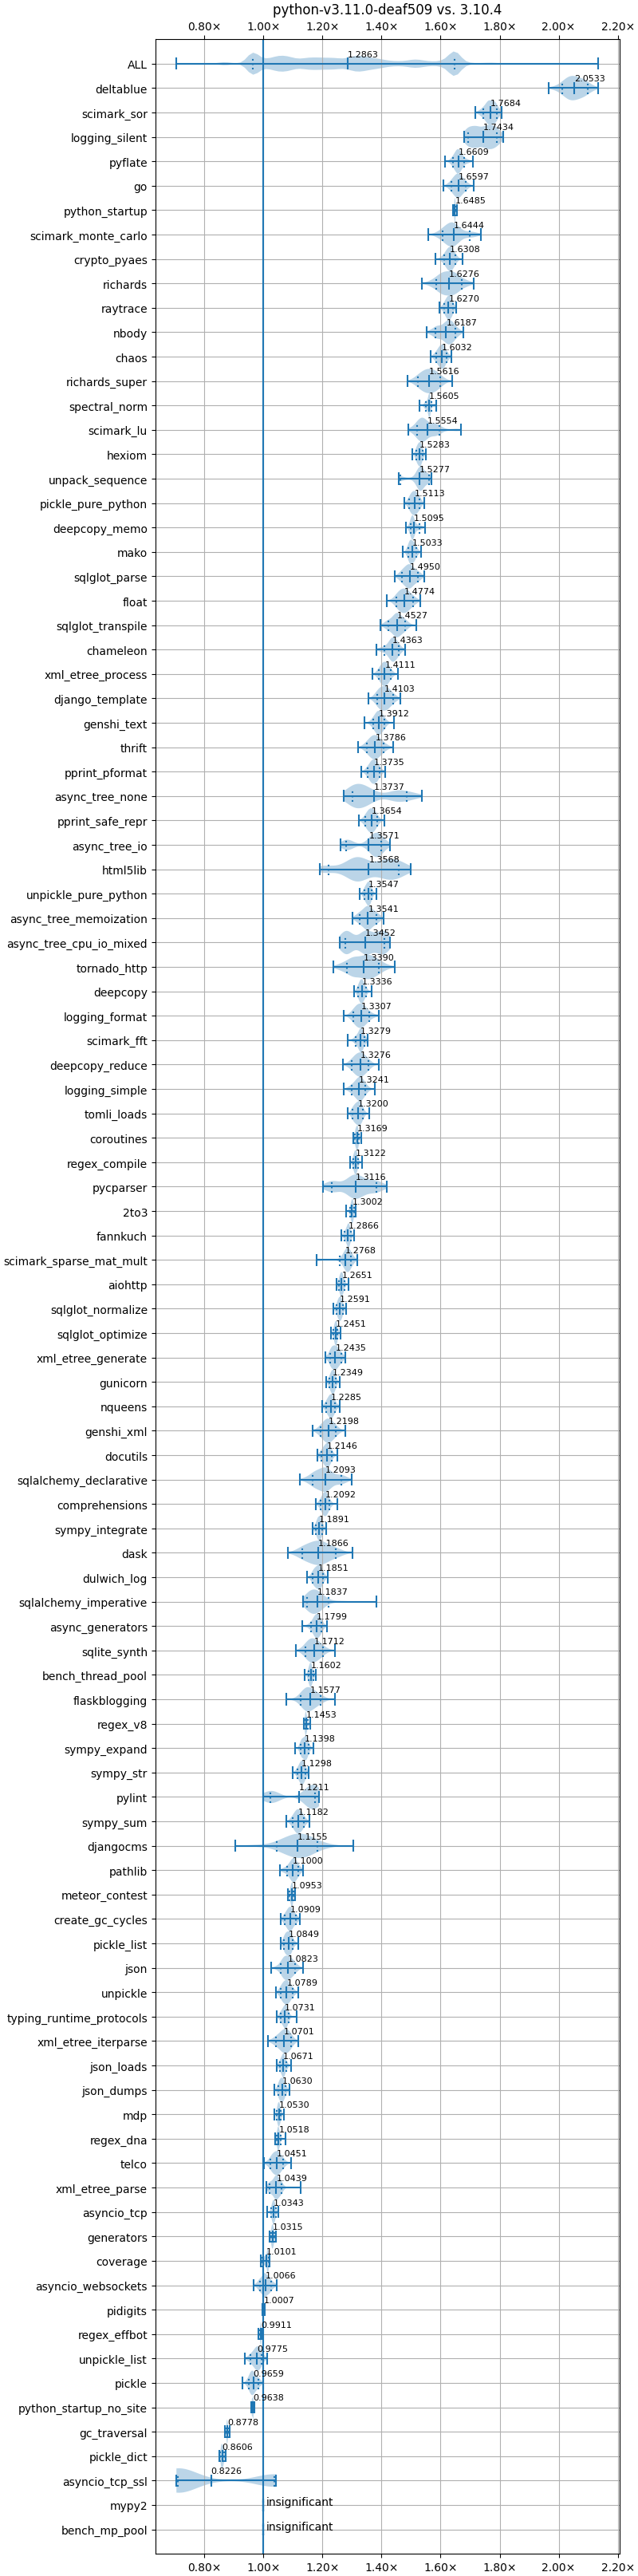 python-v3.11.0-deaf509 vs. 3.10.4
0.80× 1.00× 1.20× 1.40× 1.60× 1.80× 2.00× 2.20×
ALL 1.2863
deltablue 2.0533
scimark_sor 1.7684
logging_silent 1.7434
pyflate 1.6609
go 1.6597
python_startup 1.6485
scimark_monte_carlo 1.6444
crypto_pyaes 1.6308
richards 1.6276
raytrace 1.6270
nbody 1.6187
chaos 1.6032
richards_super 1.5616
spectral_norm 1.5605
scimark_lu 1.5554
hexiom 1.5283
unpack_sequence 1.5277
pickle_pure_python 1.5113
deepcopy_memo 1.5095
mako 1.5033
sqlglot_parse 1.4950
float 1.4774
sqlglot_transpile 1.4527
chameleon 1.4363
xml_etree_process 1.4111
django_template 1.4103
genshi_text 1.3912
thrift 1.3786
pprint_pformat 1.3735
async_tree_none 1.3737
pprint_safe_repr 1.3654
async_tree_io 1.3571
html5lib 1.3568
unpickle_pure_python 1.3547
async_tree_memoization 1.3541
async_tree_cpu_io_mixed 1.3452
tornado_http 1.3390
deepcopy 1.3336
logging_format 1.3307
scimark_fft 1.3279
deepcopy_reduce 1.3276
logging_simple 1.3241
tomli_loads 1.3200
coroutines 1.3169
regex_compile 1.3122
pycparser 1.3116
2to3 1.3002
fannkuch 1.2866
scimark_sparse_mat_mult 1.2768
aiohttp 1.2651
sqlglot_normalize 1.2591
sqlglot_optimize 1.2451
xml_etree_generate 1.2435
gunicorn 1.2349
nqueens 1.2285
genshi_xml 1.2198
docutils 1.2146
sqlalchemy_declarative 1.2093
comprehensions 1.2092
sympy_integrate 1.1891
dask 1.1866
dulwich_log 1.1851
sqlalchemy_imperative 1.1837
async_generators 1.1799
sqlite_synth 1.1712
bench_thread_pool 1.1602
flaskblogging 1.1577
regex_v8 1.1453
sympy_expand 1.1398
sympy_str 1.1298
pylint 1.1211
sympy_sum 1.1182
djangocms 1.1155
pathlib 1.1000
meteor_contest 1.0953
create_gc_cycles 1.0909
pickle_list 1.0849
json 1.0823
unpickle 1.0789
typing_runtime_protocols 1.0731
xml_etree_iterparse 1.0701
json_loads 1.0671
json_dumps 1.0630
mdp 1.0530
regex_dna 1.0518
telco 1.0451
xml_etree_parse 1.0439
asyncio_tcp 1.0343
generators 1.0315
coverage 1.0101
asyncio_websockets 1.0066
pidigits 1.0007
regex_effbot 0.9911
unpickle_list 0.9775
pickle 0.9659
python_startup_no_site 0.9638
gc_traversal 0.8778
pickle_dict 0.8606
asyncio_tcp_ssl 0.8226
mypy2 insignificant
bench_mp_pool insignificant
0.80× 1.00× 1.20× 1.40× 1.60× 1.80× 2.00× 2.20×